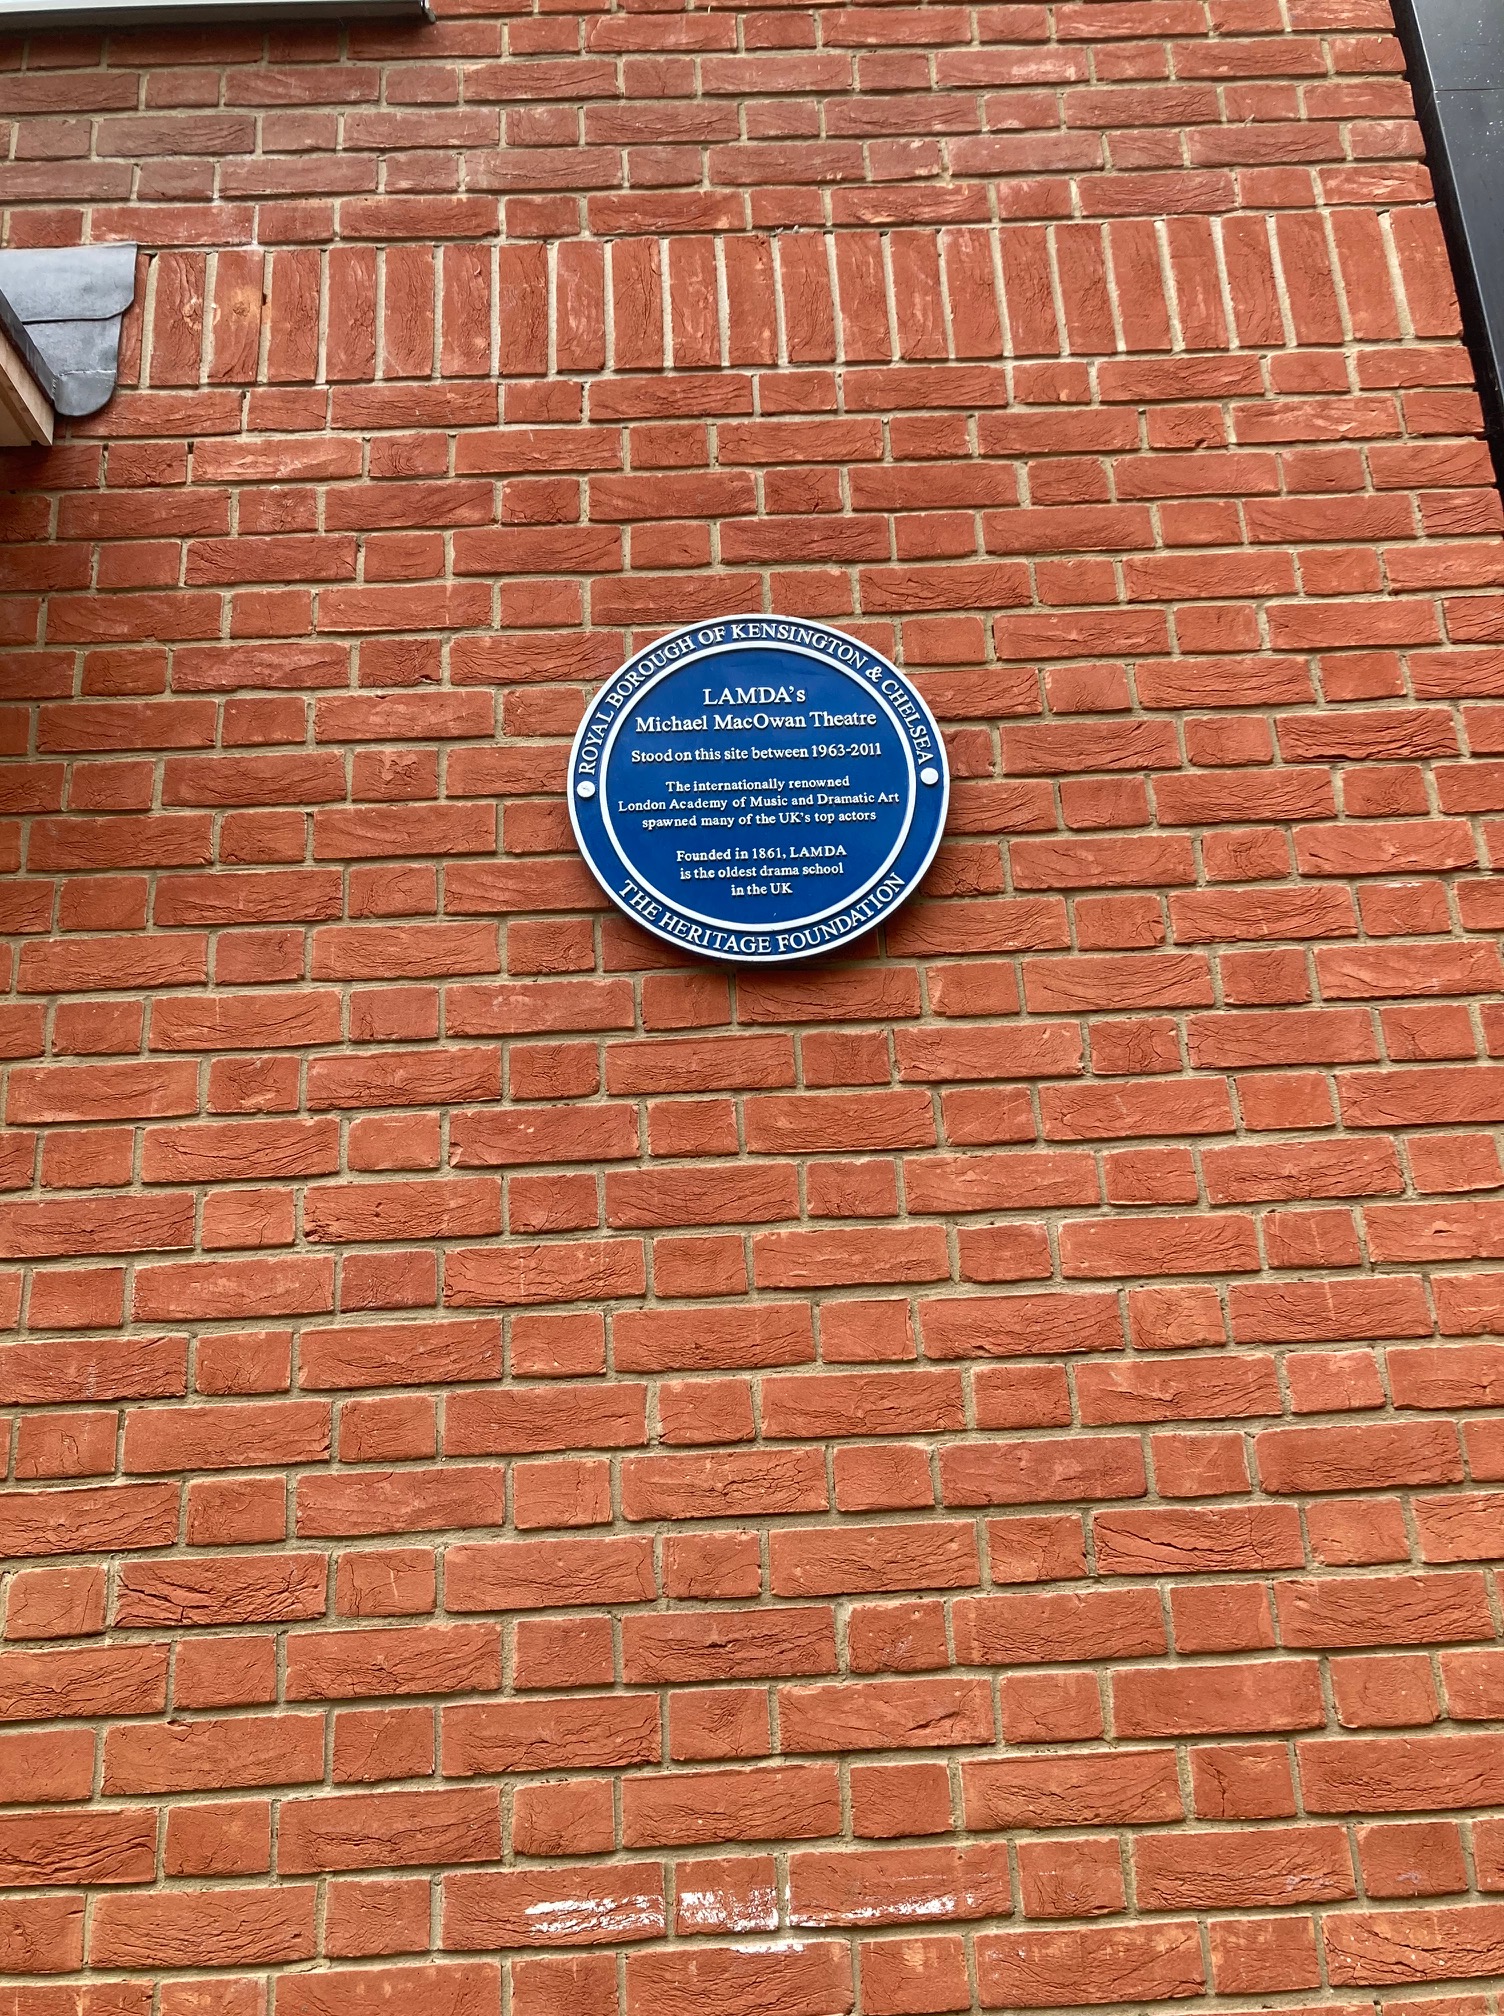 ROYAL BOROUGH OF KENSINGTON & CHELSEA
LAMDA's
Michael MacOwan Theatre
Stood on this site between 1963-2011
The internationally renowned
London Academy of Music and Dramatic Art
spawned many of the UK's top actors
Founded in 1861, LAMDA
is the oldest drama school
in the UK
THE HERITAGE FOUNDATION